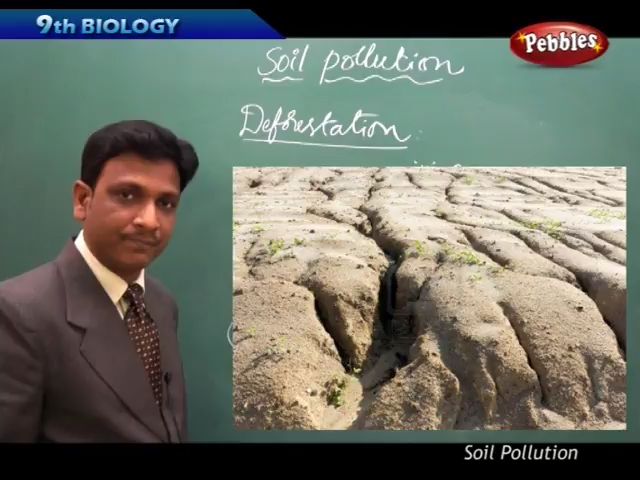 9th BIOLOGY
Pebbles
Soil pollution
Deforestation
Soil Pollution